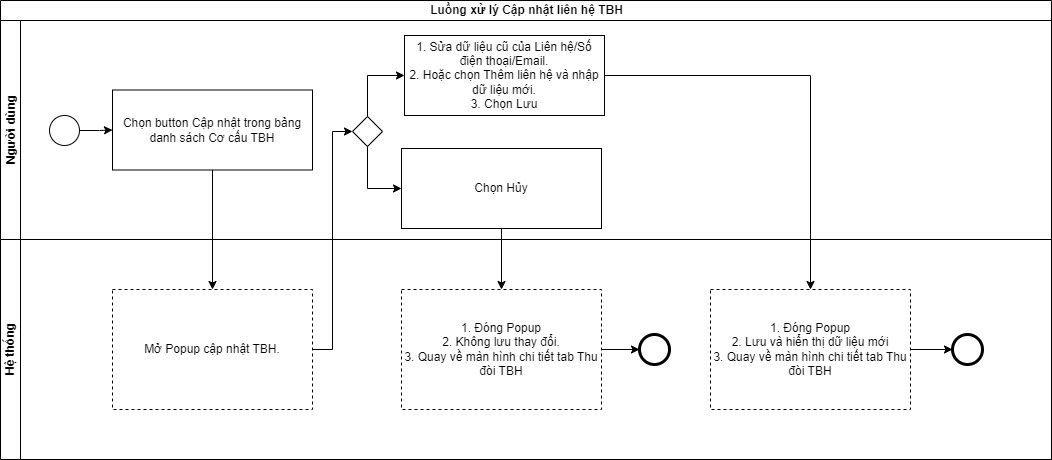 Luồng xử lý Cập nhật liên hệ TBH
Người dùng
Chọn button Cập nhật trong bảng
danh sách Cơ cấu TBH
1. Sửa dữ liệu cũ của Liên hệ/Số
điện thoại/Email.
2. Hoặc chọn Thêm liên hệ và nhập
dữ liệu mới.
3. Chọn Lưu
Chọn Hủy
Hệ thống
Mở Popup cập nhật TBH.
1. Đóng Popup
2. Không lưu thay đổi.
3. Quay về màn hình chi tiết tab Thu
đòi TBH
1. Đóng Popup
2. Lưu và hiển thị dữ liệu mới
3. Quay về màn hình chi tiết tab Thu
đòi TBH